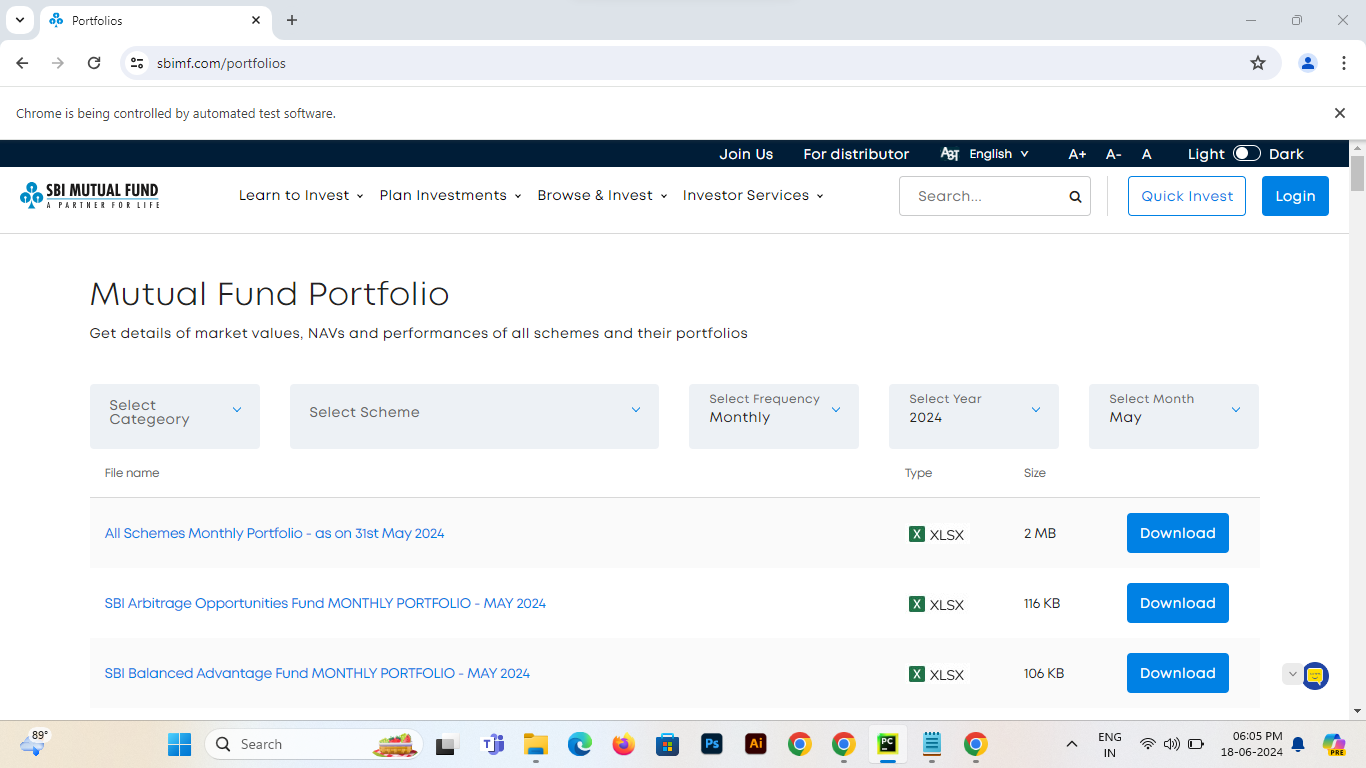 Portfolios
sbimf.com/portfolios
Chrome is being controlled by automated test software.
Join Us For distributor English A+ A- A Light Dark
SBI MUTUAL FUND
A PARTNER FOR LIFE
Learn to Invest Plan Investments Browse & Invest Investor Services Search... Quick Invest Login
Mutual Fund Portfolio
Get details of market values, NAVs and performances of all schemes and their portfolios
Select Categeory
Select Scheme
Select Frequency
Monthly
Select Year
2024
Select Month
May
File name Type Size
All Schemes Monthly Portfolio - as on 31st May 2024 XLSX 2 MB Download
SBI Arbitrage Opportunities Fund MONTHLY PORTFOLIO - MAY 2024 XLSX 116 KB Download
SBI Balanced Advantage Fund MONTHLY PORTFOLIO - MAY 2024 XLSX 106 KB Download
89°
Search
Ps
Ai
PC
ENG
IN
06:05 PM
18-06-2024
PRE